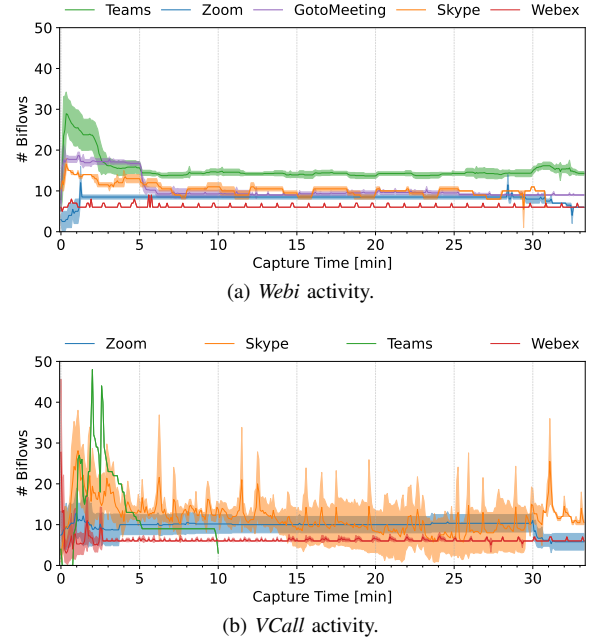 Teams Zoom GotoMeeting Skype Webex
50
40
30
20
10
0
# Biflows
0 5 10 15 20 25 30
Capture Time [min]
(a) Webi activity.
Zoom Skype Teams Webex
50
40
30
20
10
0
# Biflows
0 5 10 15 20 25 30
Capture Time [min]
(b) VCall activity.